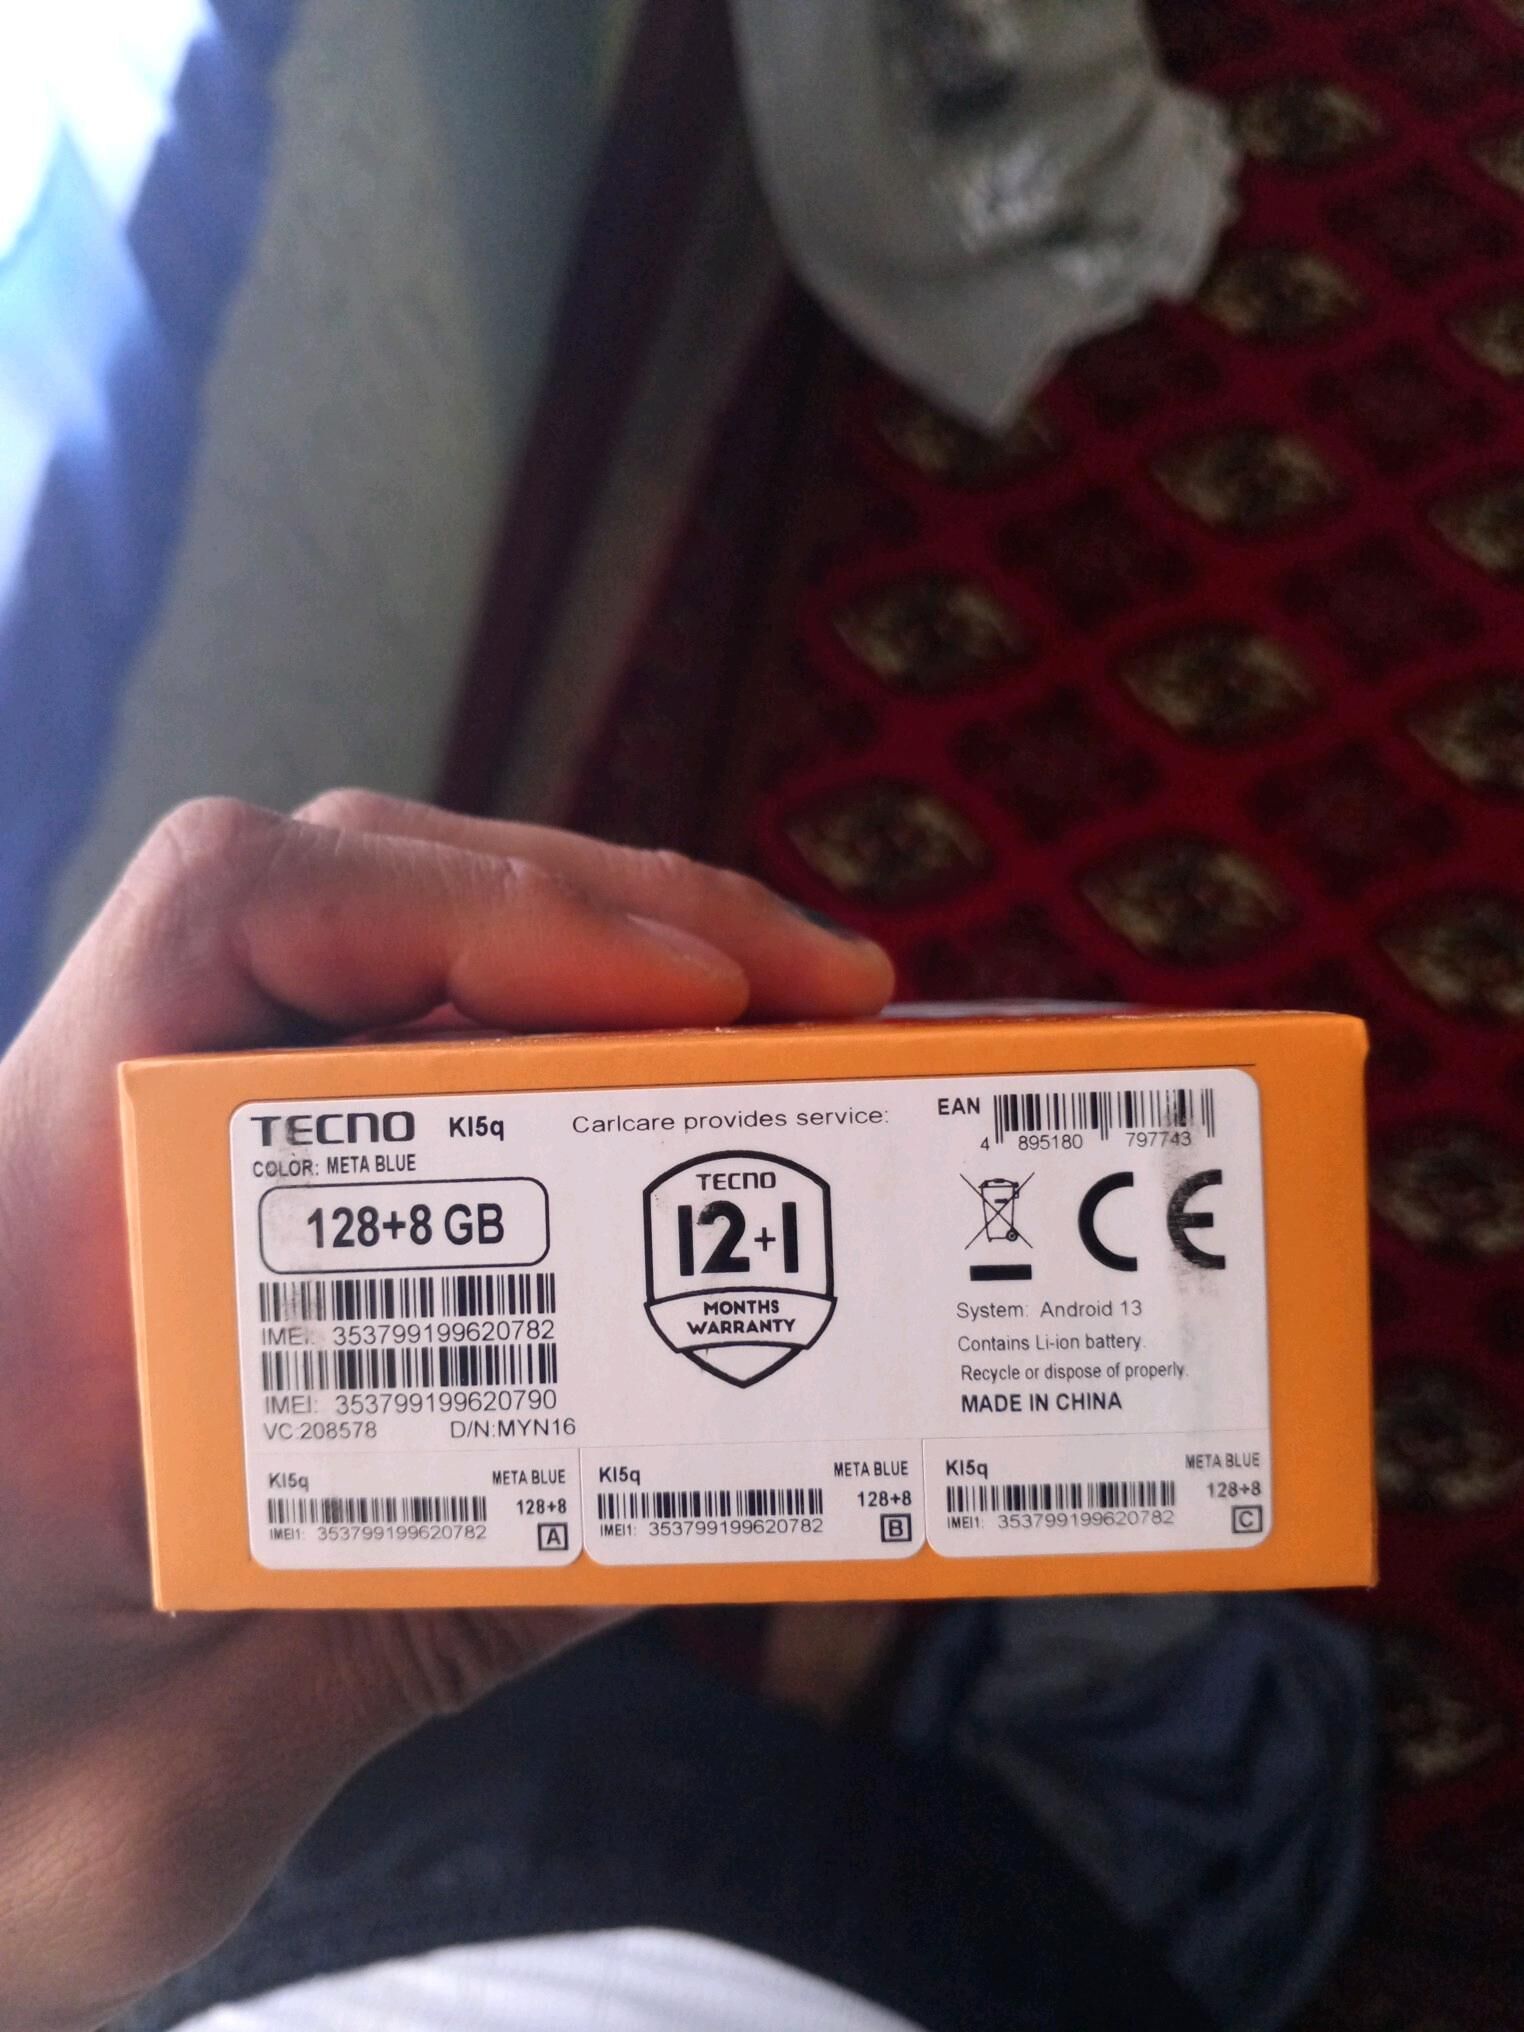 TECNO KI5q
COLOR: META BLUE
128+8 GB
IMEI: 353799199620782
IMEI: 353799199620790
VC:208578 D/N:MYN16
Carlcare provides service:
TECNO
12+1
MONTHS
WARRANTY
EAN
4 895180 797743
CE
System: Android 13
Contains Li-ion battery.
Recycle or dispose of properly.
MADE IN CHINA
KI5q META BLUE
128+8
IMEI1: 353799199620782 A
KI5q META BLUE
128+8
IMEI1: 353799199620782 B
KI5q META BLUE
128+8
IMEI1: 353799199620782 C